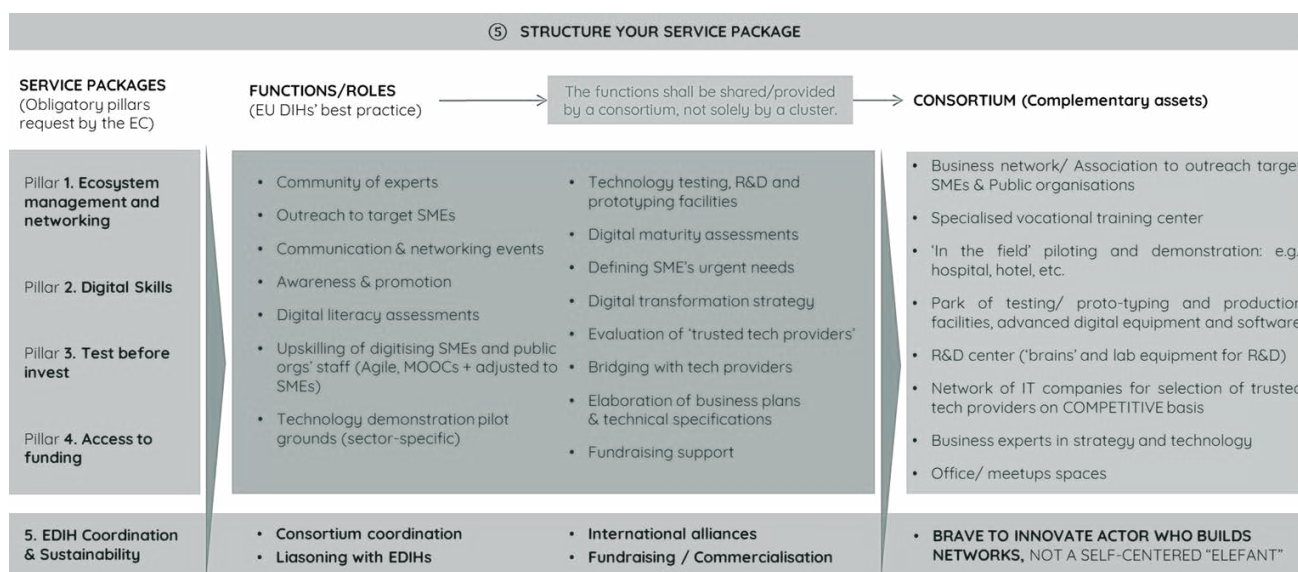 ⑤ STRUCTURE YOUR SERVICE PACKAGE
SERVICE PACKAGES
(Obligatory pillars
request by the EC)
FUNCTIONS/ROLES
(EU DIHs' best practice)
The functions shall be shared/provided
by a consortium, not solely by a cluster.
CONSORTIUM (Complementary assets)
Pillar 1. Ecosystem
management and
networking
Pillar 2. Digital Skills
Pillar 3. Test before
invest
Pillar 4. Access to
funding
• Community of experts
• Outreach to target SMEs
• Communication & networking events
• Awareness & promotion
• Digital literacy assessments
• Upskilling of digitising SMEs and public
orgs' staff (Agile, MOOCs + adjusted to
SMEs)
• Technology demonstration pilot
grounds (sector-specific)
• Technology testing, R&D and
prototyping facilities
• Digital maturity assessments
• Defining SME's urgent needs
• Digital transformation strategy
• Evaluation of 'trusted tech providers'
• Bridging with tech providers
• Elaboration of business plans
& technical specifications
• Fundraising support
• Business network/ Association to outreach target
SMEs & Public organisations
• Specialised vocational training center
• 'In the field' piloting and demonstration: e.g.
hospital, hotel, etc.
• Park of testing/ proto-typing and production
facilities, advanced digital equipment and software
• R&D center ('brains' and lab equipment for R&D)
• Network of IT companies for selection of trusted
tech providers on COMPETITIVE basis
• Business experts in strategy and technology
• Office/ meetups spaces
5. EDIH Coordination
& Sustainability
• Consortium coordination
• Liasoning with EDIHs
• International alliances
• Fundraising / Commercialisation
• BRAVE TO INNOVATE ACTOR WHO BUILDS
NETWORKS, NOT A SELF-CENTERED "ELEFANT"